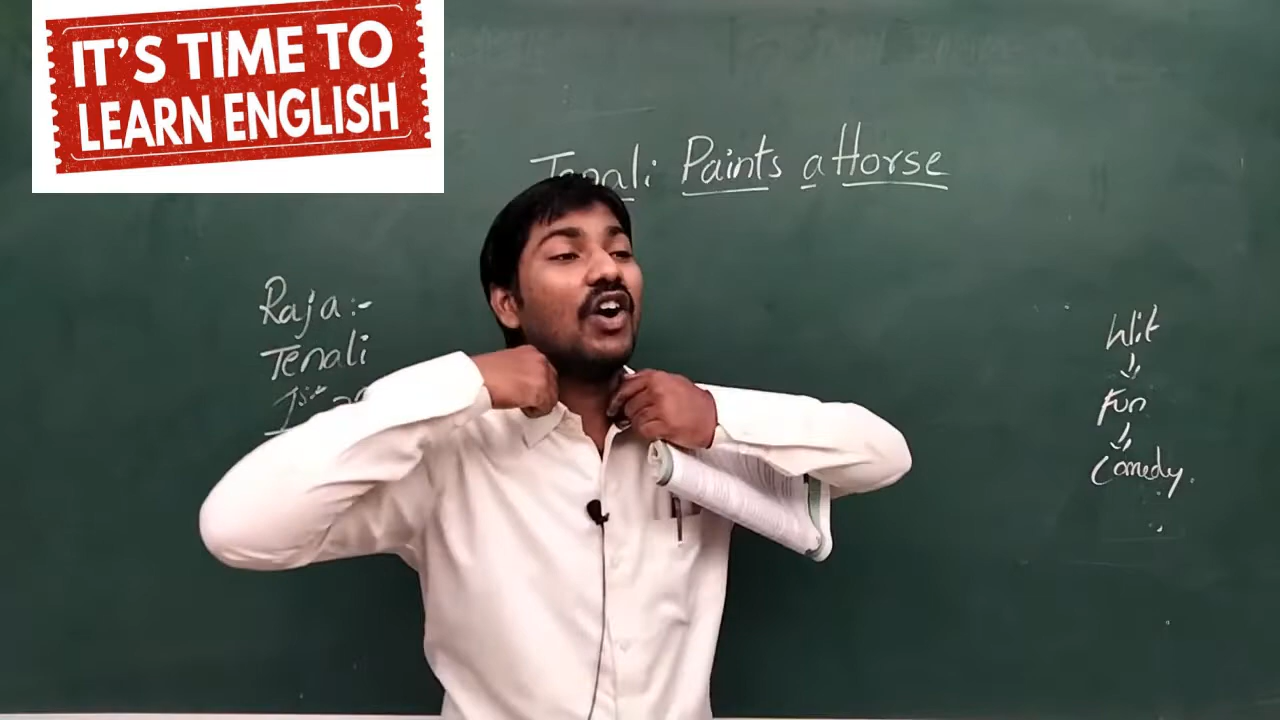 IT'S TIME TO
LEARN ENGLISH
Tenali Paints a Horse
Raja:-
Tenali
Wit
Fun
Comedy.